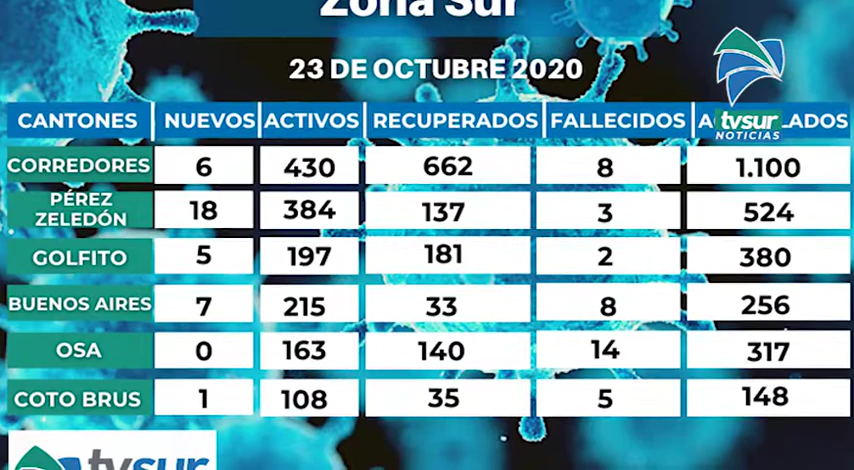 Zona Sur
23 DE OCTUBRE 2020
tvsur
NOTICIAS
CANTONES NUEVOS ACTIVOS RECUPERADOS FALLECIDOS
CORREDORES 6 430 662 8 1.100
PÉREZ
ZELEDÓN 18 384 137 3 524
GOLFITO 5 197 181 2 380
BUENOS AIRES 7 215 33 8 256
OSA 0 163 140 14 317
COTO BRUS 1 108 35 5 148
tvsur